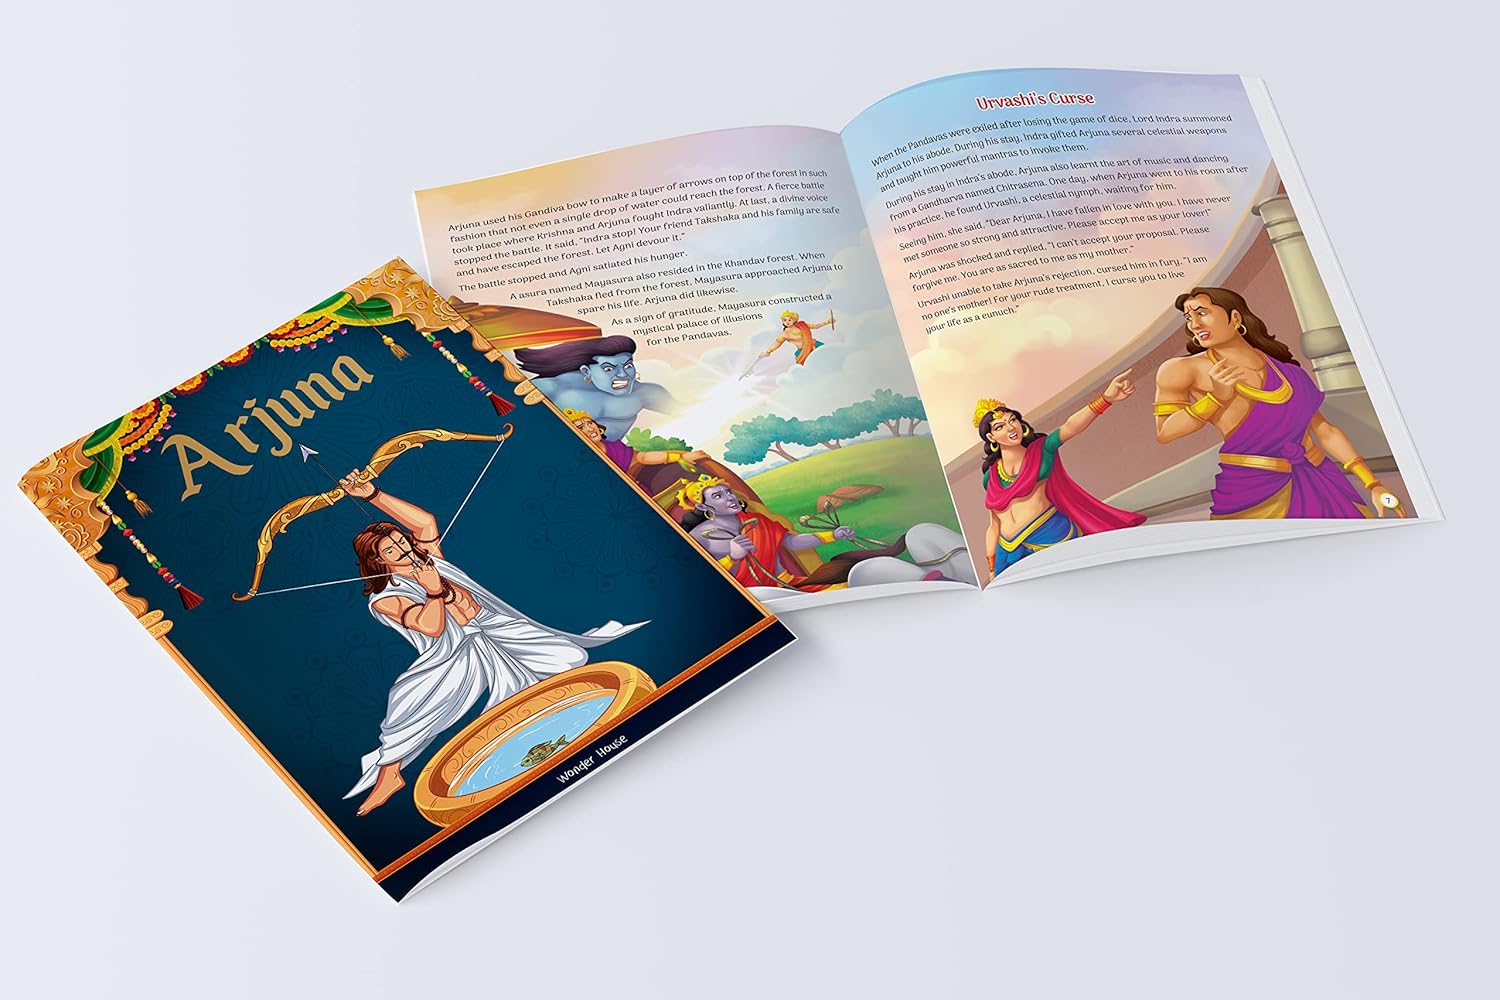 Arjuna
Wonder House
Arjuna used his Gandiva bow to make a layer of arrows on top of the forest in such
fashion that not even a single drop of water could reach the forest. A fierce battle
took place where Krishna and Arjuna fought Indra valiantly. At last, a divine voice
stopped the battle. It said, "Indra stop! Your friend Takshaka and his family are safe
and have escaped the forest. Let Agni devour it."
The battle stopped and Agni satiated his hunger.
A asura named Mayasura also resided in the Khandav forest. When
Takshaka fled from the forest, Mayasura approached Arjuna to
spare his life. Arjuna did likewise.
As a sign of gratitude, Mayasura constructed a
mystical palace of illusions
for the Pandavas.
Urvashi's Curse
When the Pandavas were exiled after losing the game of dice, Lord Indra summoned
Arjuna to his abode. During his stay, Indra gifted Arjuna several celestial weapons
and taught him powerful mantras to invoke them.
During his stay in Indra's abode, Arjuna also learnt the art of music and dancing
from a Gandharva named Chitrasena. One day, when Arjuna went to his room after
his practice, he found Urvashi, a celestial nymph, waiting for him.
Seeing him, she said, "Dear Arjuna, I have fallen in love with you. I have never
met someone so strong and attractive. Please accept me as your lover!"
Arjuna was shocked and replied, "I can't accept your proposal. Please
forgive me. You are as sacred to me as my mother."
Urvashi unable to take Arjuna's rejection, cursed him in fury, "I am
no one's mother! For your rude treatment, I curse you to live
your life as a eunuch."
7